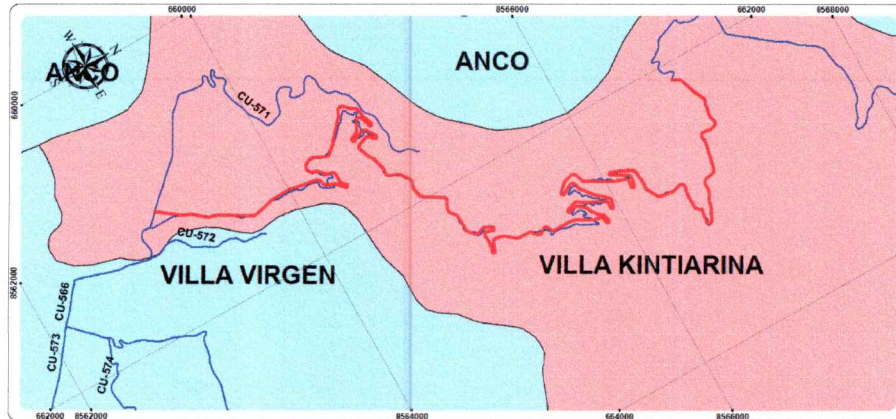 660000
8566000
662000
8568000
W
N
S
E
ANCO
ANCO
660000
CU-571
CU-572
VILLA VIRGEN
VILLA KINTIARINA
8562000
CU-566
CU-573
CU-574
662000
8562000
8564000
664000
8566000